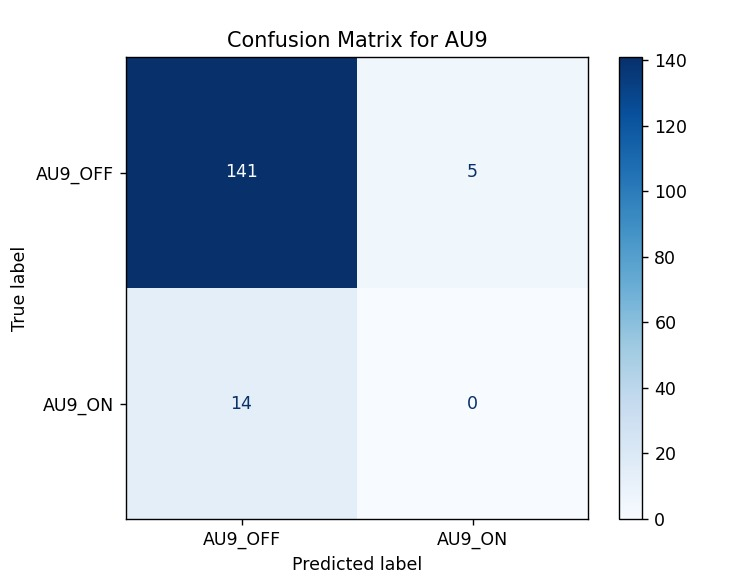 Confusion Matrix for AU9
True label
AU9_OFF
141
5
AU9_ON
14
0
AU9_OFF
AU9_ON
Predicted label
140
120
100
80
60
40
20
0